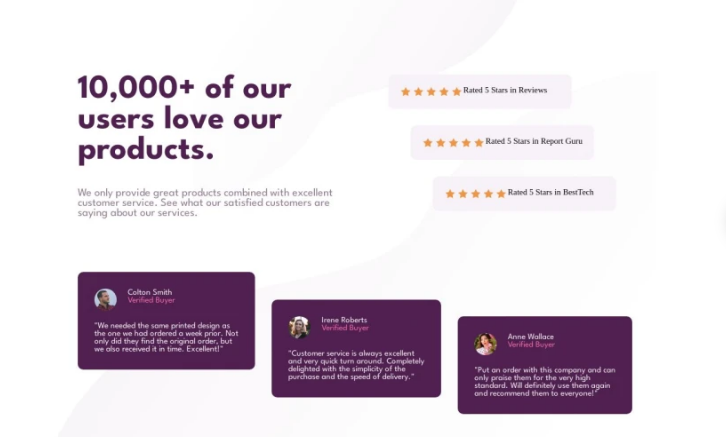 10,000+ of our
users love our
products.
We only provide great products combined with excellent
customer service. See what our satisfied customers are
saying about our services.
Rated 5 Stars in Reviews
Rated 5 Stars in Report Guru
Rated 5 Stars in BestTech
Colton Smith
Verified Buyer
"We needed the same printed design as
the one we had ordered a week prior. Not
only did they find the original order, but
we also received it in time. Excellent!"
Irene Roberts
Verified Buyer
"Customer service is always excellent
and very quick turn around. Completely
delighted with the simplicity of the
purchase and the speed of delivery."
Anne Wallace
Verified Buyer
"Put an order with this company and can
only praise them for the very high
standard. Will definitely use them again
and recommend them to everyone!"